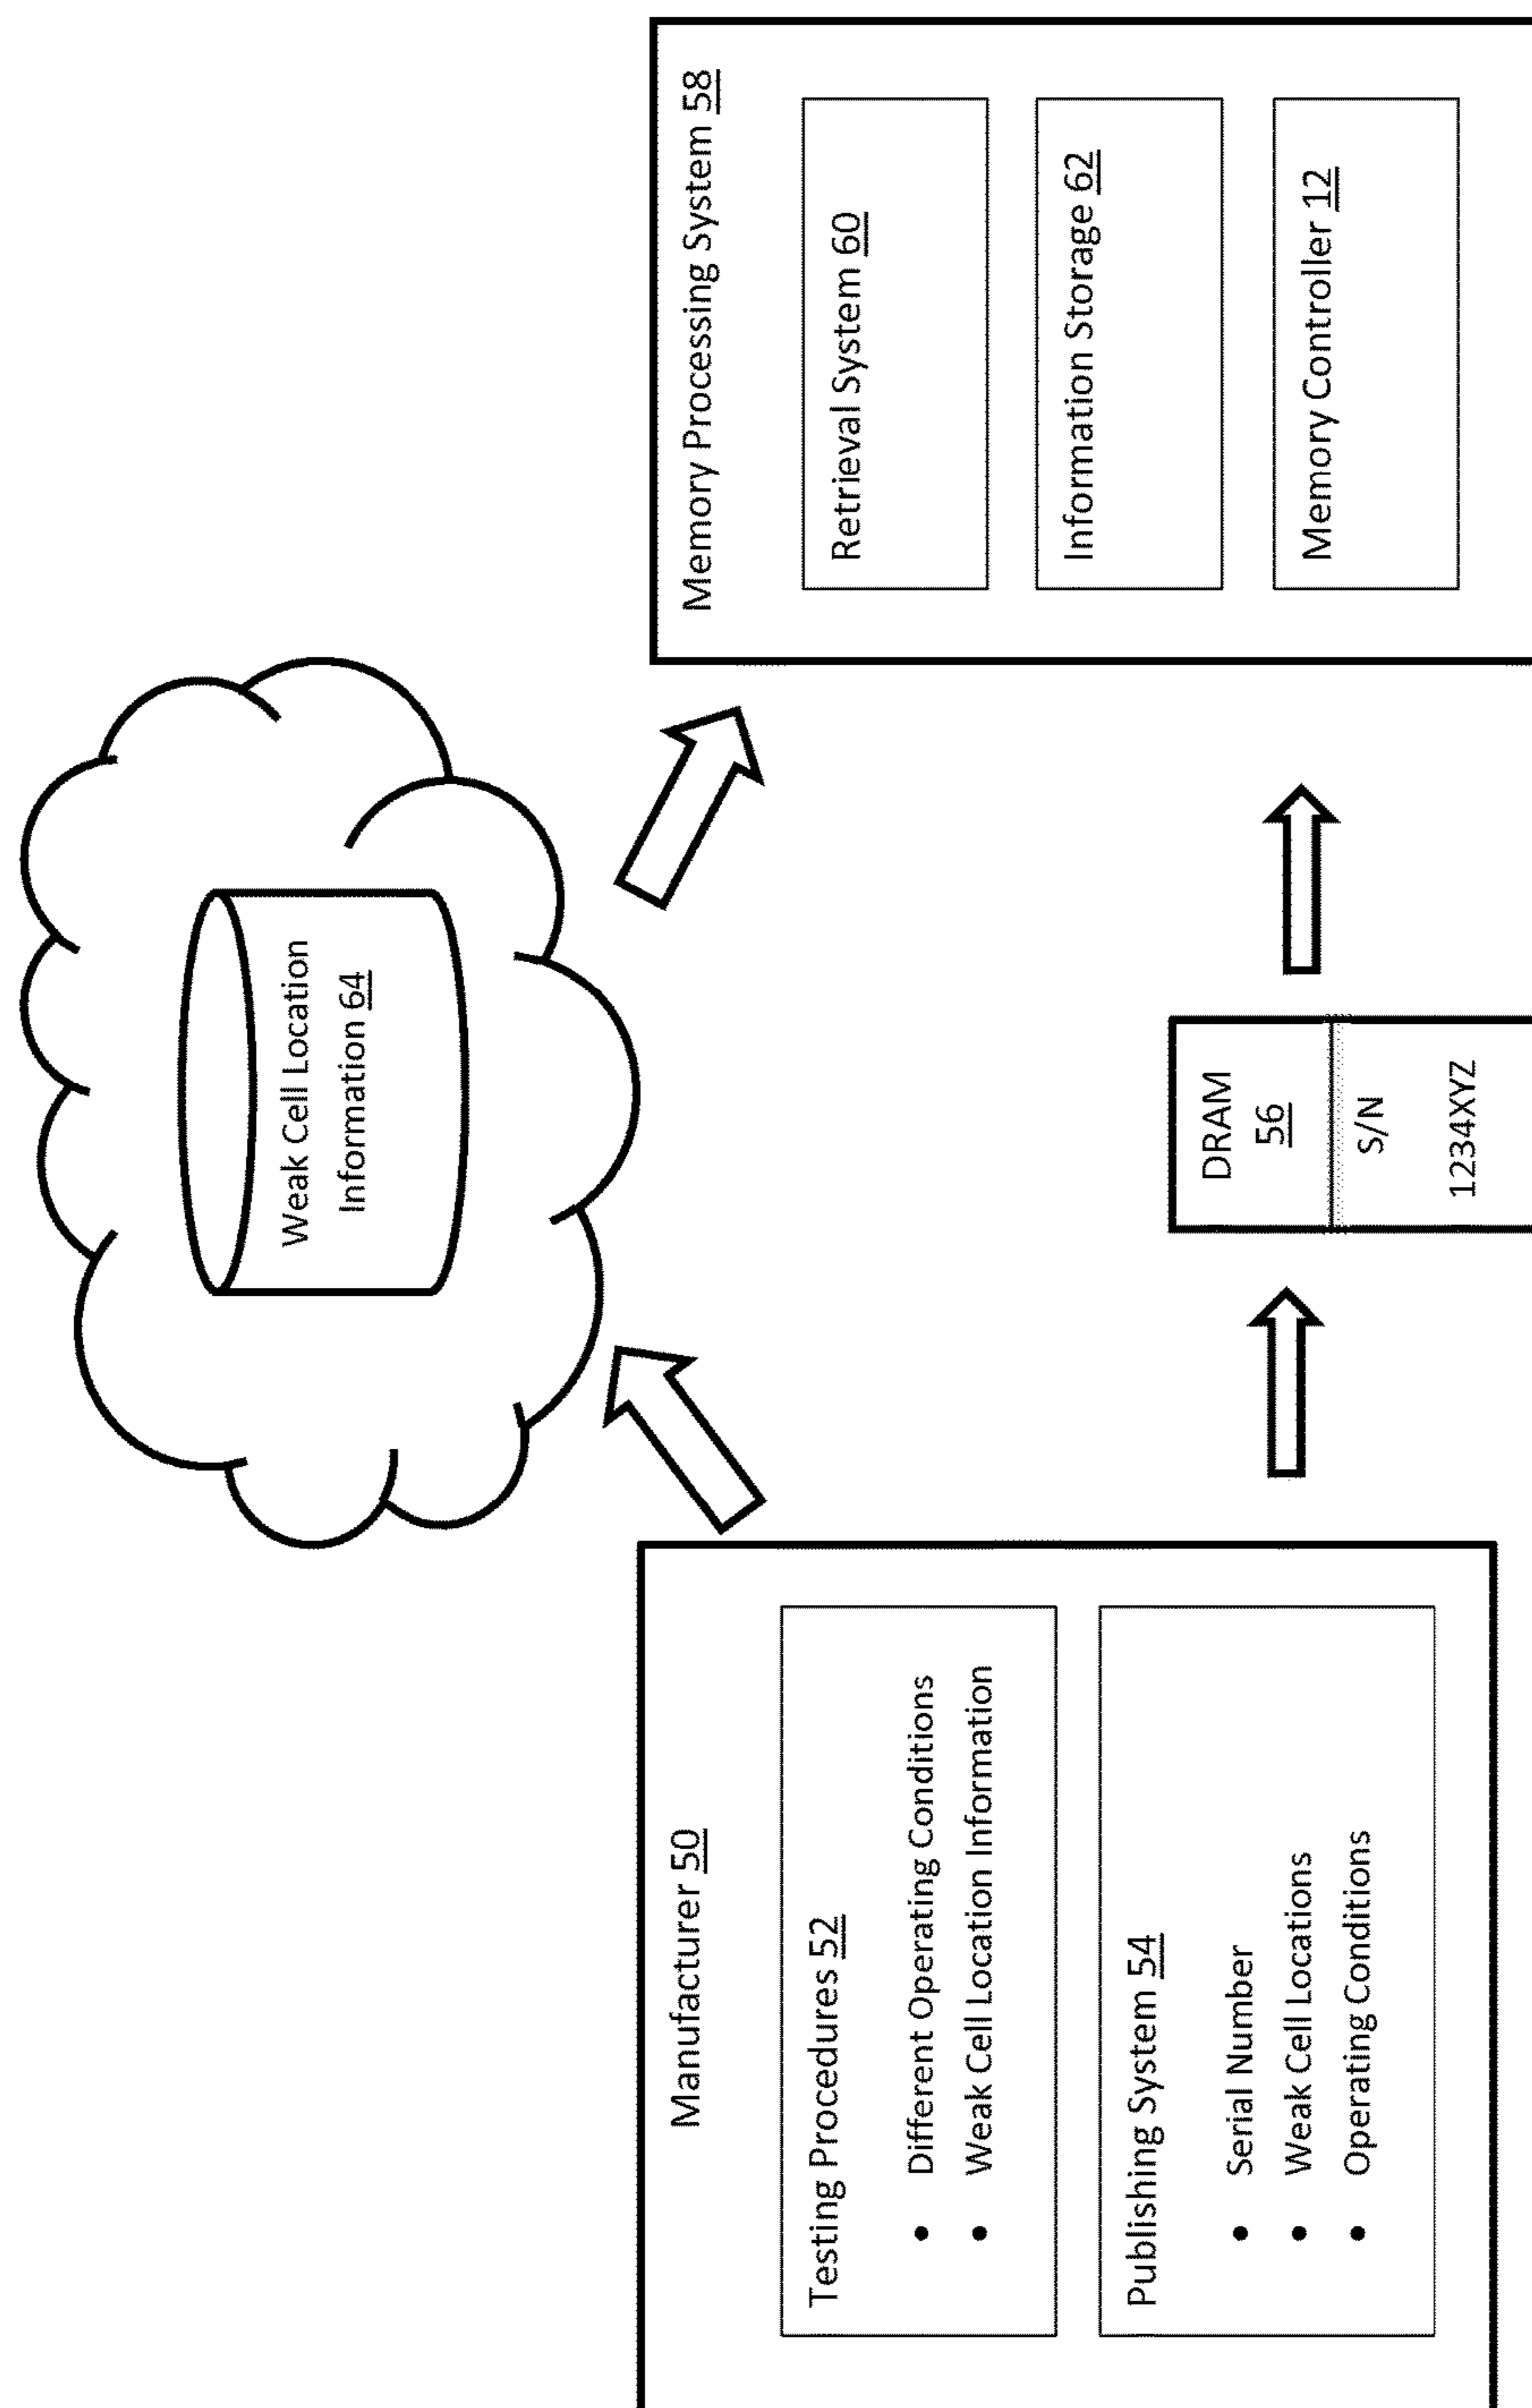 Weak Cell Location
Information 64
Manufacturer 50
Testing Procedures 52
• Different Operating Conditions
• Weak Cell Location Information
Publishing System 54
• Serial Number
• Weak Cell Locations
• Operating Conditions
DRAM
56
S/N
1234XYZ
Memory Processing System 58
Retrieval System 60
Information Storage 62
Memory Controller 12